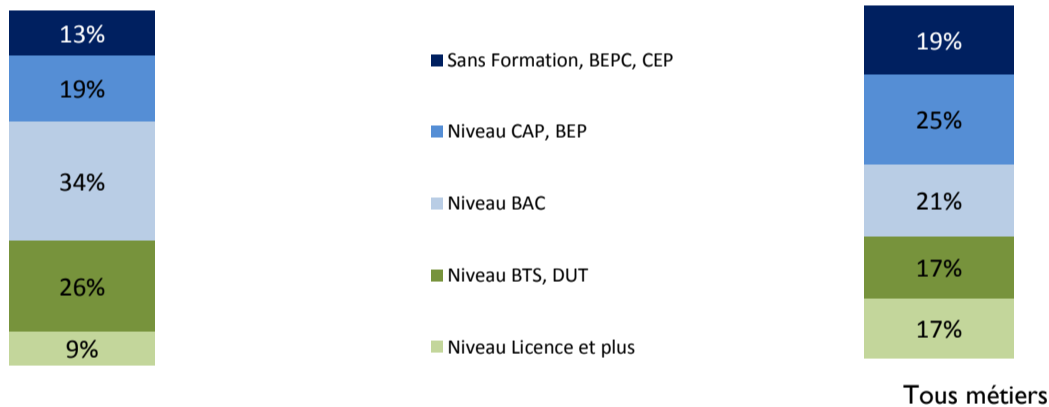 13%
19%
34%
26%
9%
Sans Formation, BEPC, CEP
Niveau CAP, BEP
Niveau BAC
Niveau BTS, DUT
Niveau Licence et plus
19%
25%
21%
17%
17%
Tous métiers